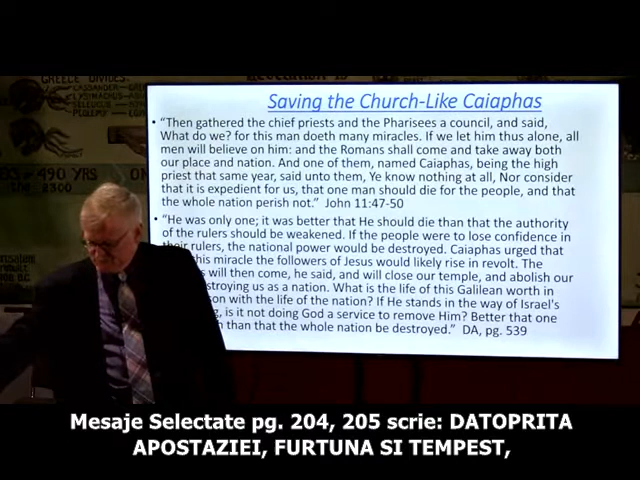 GREECE DIVIDES
CASSANDER
LYSIMACHUS
SELEUCUS
PTOLEMY
490 YRS
2300
Saving the Church-Like Caiaphas
• “Then gathered the chief priests and the Pharisees a council, and said,
What do we? for this man doeth many miracles. If we let him thus alone, all
men will believe on him: and the Romans shall come and take away both
our place and nation. And one of them, named Caiaphas, being the high
priest that same year, said unto them, Ye know nothing at all, Nor consider
that it is expedient for us, that one man should die for the people, and that
the whole nation perish not.” John 11:47-50
• “He was only one; it was better that He should die than that the authority
of the rulers should be weakened. If the people were to lose confidence in
their rulers, the national power would be destroyed. Caiaphas urged that
this miracle the followers of Jesus would likely rise in revolt. The
will then come, he said, and will close our temple, and abolish our
stroying us as a nation. What is the life of this Galilean worth in
son with the life of the nation? If He stands in the way of Israel's
is it not doing God a service to remove Him? Better that one
than that the whole nation be destroyed.” DA, pg. 539
Mesaje Selectate pg. 204, 205 scrie: DATOPRITA
APOSTAZIEI, FURTUNA SI TEMPEST,